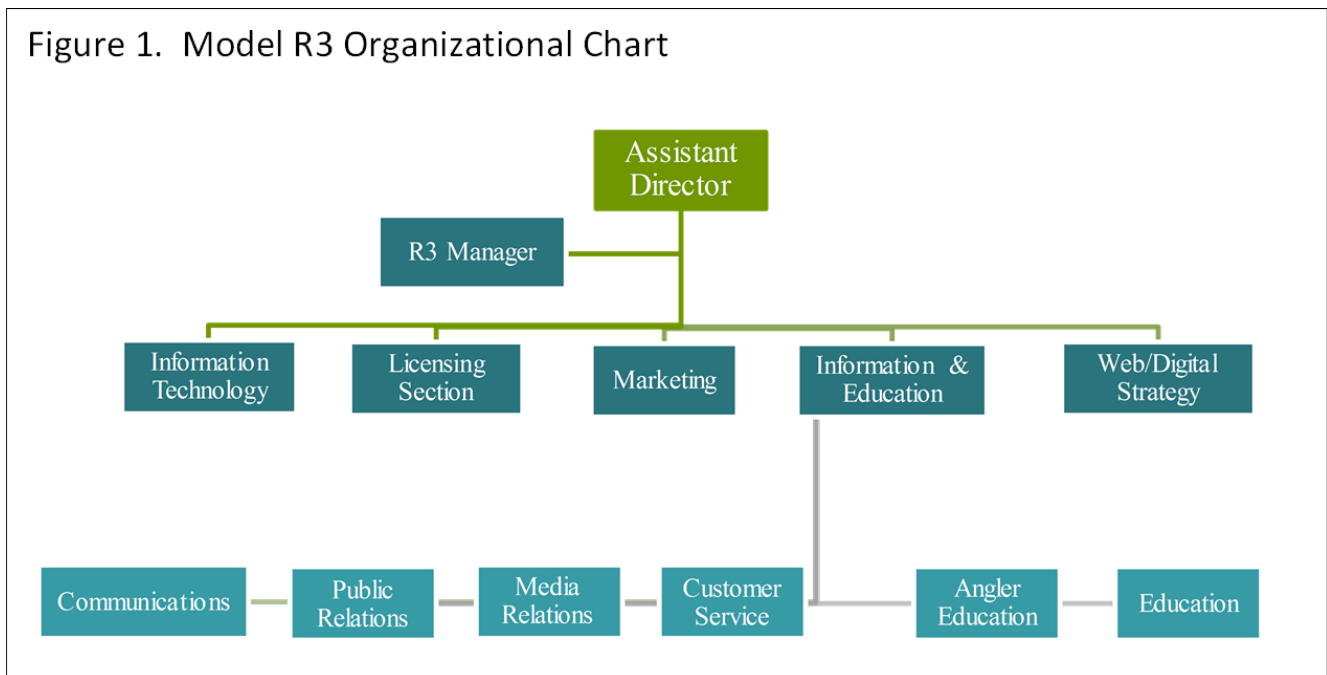 Figure 1. Model R3 Organizational Chart
Assistant
Director
R3 Manager
Information
Technology
Licensing
Section
Marketing
Information &
Education
Web/Digital
Strategy
Communications
Public
Relations
Media
Relations
Customer
Service
Angler
Education
Education